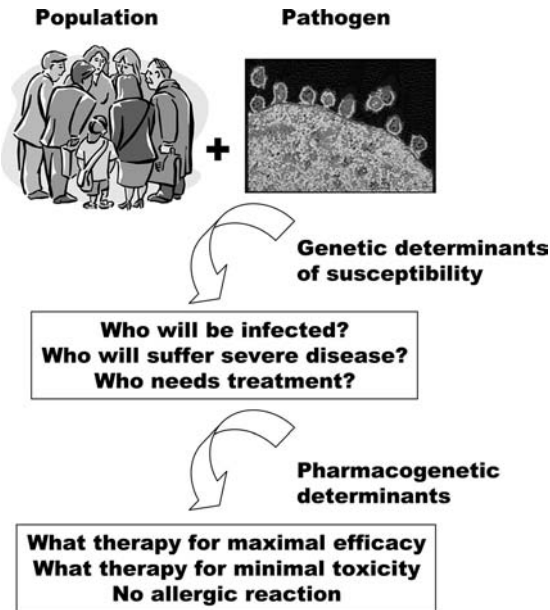 Population
Pathogen
+
Genetic determinants
of susceptibility
Who will be infected?
Who will suffer severe disease?
Who needs treatment?
Pharmacogenetic
determinants
What therapy for maximal efficacy
What therapy for minimal toxicity
No allergic reaction